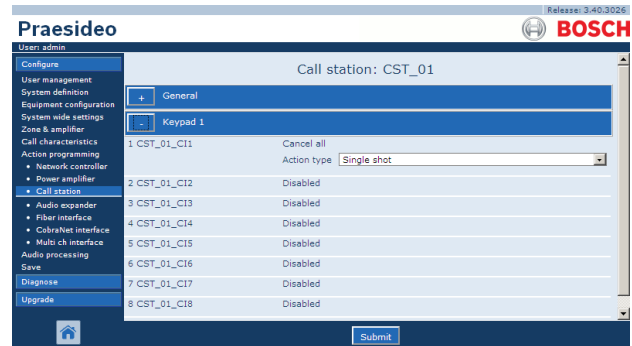 Release: 3.40.3026
Praesideo
BOSCH
User: admin
Configure
User management
System definition
Equipment configuration
System wide settings
Zone & amplifier
Call characteristics
Action programming
• Network controller
• Power amplifier
• Call station
• Audio expander
• Fiber interface
• CobraNet interface
• Multi ch interface
Audio processing
Save
Diagnose
Upgrade
Call station: CST_01
+ General
- Keypad 1
1 CST_01_CI1 Cancel all
Action type Single shot
2 CST_01_CI2 Disabled
3 CST_01_CI3 Disabled
4 CST_01_CI4 Disabled
5 CST_01_CI5 Disabled
6 CST_01_CI6 Disabled
7 CST_01_CI7 Disabled
8 CST_01_CI8 Disabled
Submit